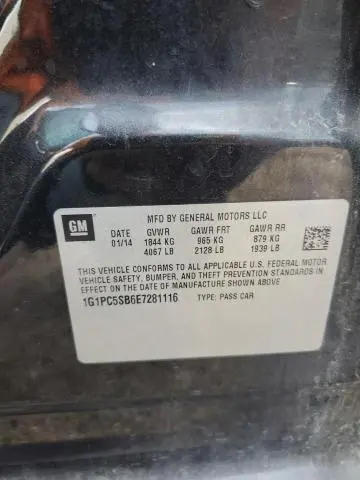 GM
MFD BY GENERAL MOTORS LLC
DATE GVWR GAWR FRT GAWR RR
01/14 1844 KG 965 KG 879 KG
4067 LB 2128 LB 1939 LB
THIS VEHICLE CONFORMS TO ALL APPLICABLE U.S. FEDERAL MOTOR
VEHICLE SAFETY, BUMPER, AND THEFT PREVENTION STANDARDS IN
EFFECT ON THE DATE OF MANUFACTURE SHOWN ABOVE.
1G1PC5SB6E7281116 TYPE: PASS CAR